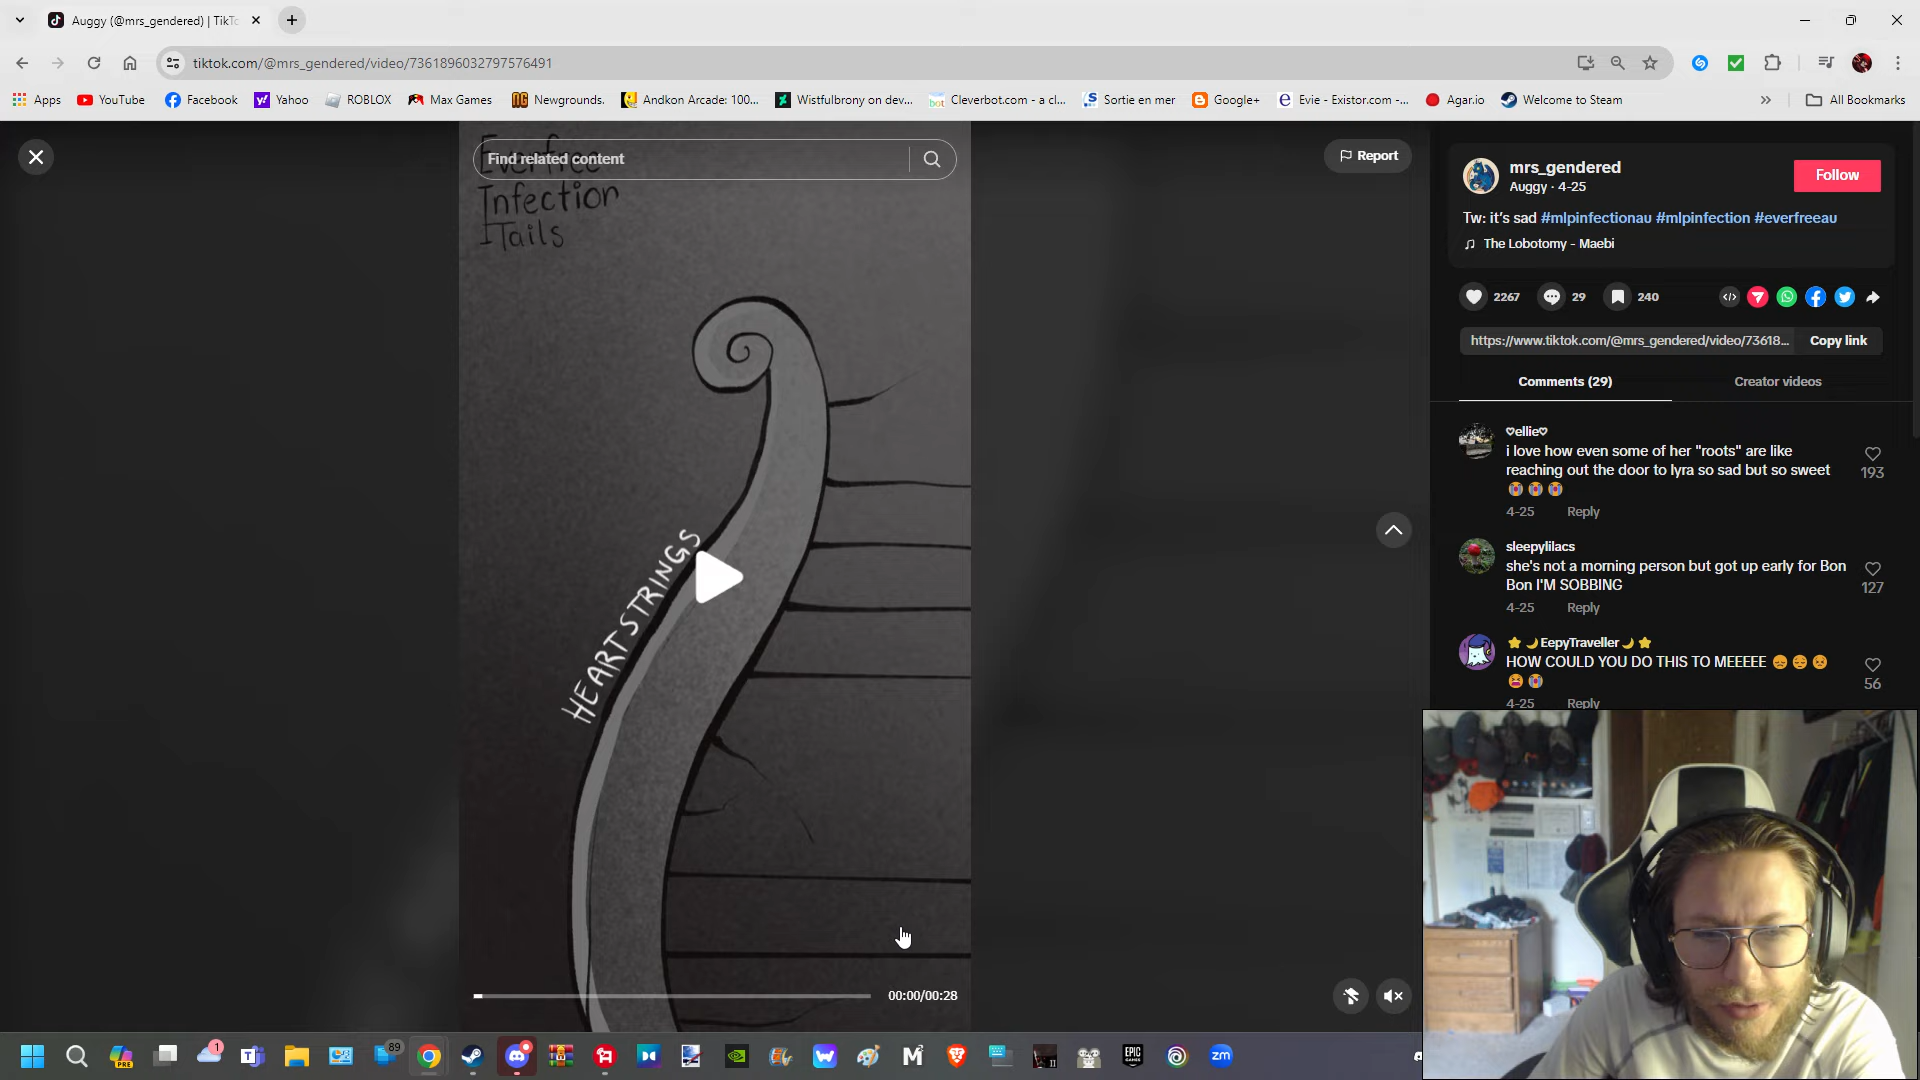 Auggy (@mrs_gendered) | TikTo
tiktok.com/@mrs_gendered/video/7361896032797576491
Apps
YouTube
Facebook
Yahoo
ROBLOX
Max Games
Newgrounds.
Andkon Arcade: 100...
Wistfulbrony on dev...
Cleverbot.com - a cl...
Sortie en mer
Google+
Evie - Existor.com -...
Agar.io
Welcome to Steam
All Bookmarks
Everfree
Infection
Tails
Find related content
HEARTSTRINGS
00:00/00:28
Report
mrs_gendered
Auggy · 4-25
Follow
Tw: it's sad #mlpinfectionau #mlpinfection #everfreeau
The Lobotomy - Maebi
2267
29
240
https://www.tiktok.com/@mrs_gendered/video/73618...
Copy link
Comments (29)
Creator videos
♡ellie♡
i love how even some of her "roots" are like
reaching out the door to lyra so sad but so sweet
😭😭😭
193
4-25 Reply
sleepylilacs
she's not a morning person but got up early for Bon
Bon I'M SOBBING
127
4-25 Reply
⭐🌙EepyTraveller🌙⭐
HOW COULD YOU DO THIS TO MEEEEE 😞😔😣
😫😭
56
4-25 Reply
1
89
PRE
EPIC
GAMES
zm